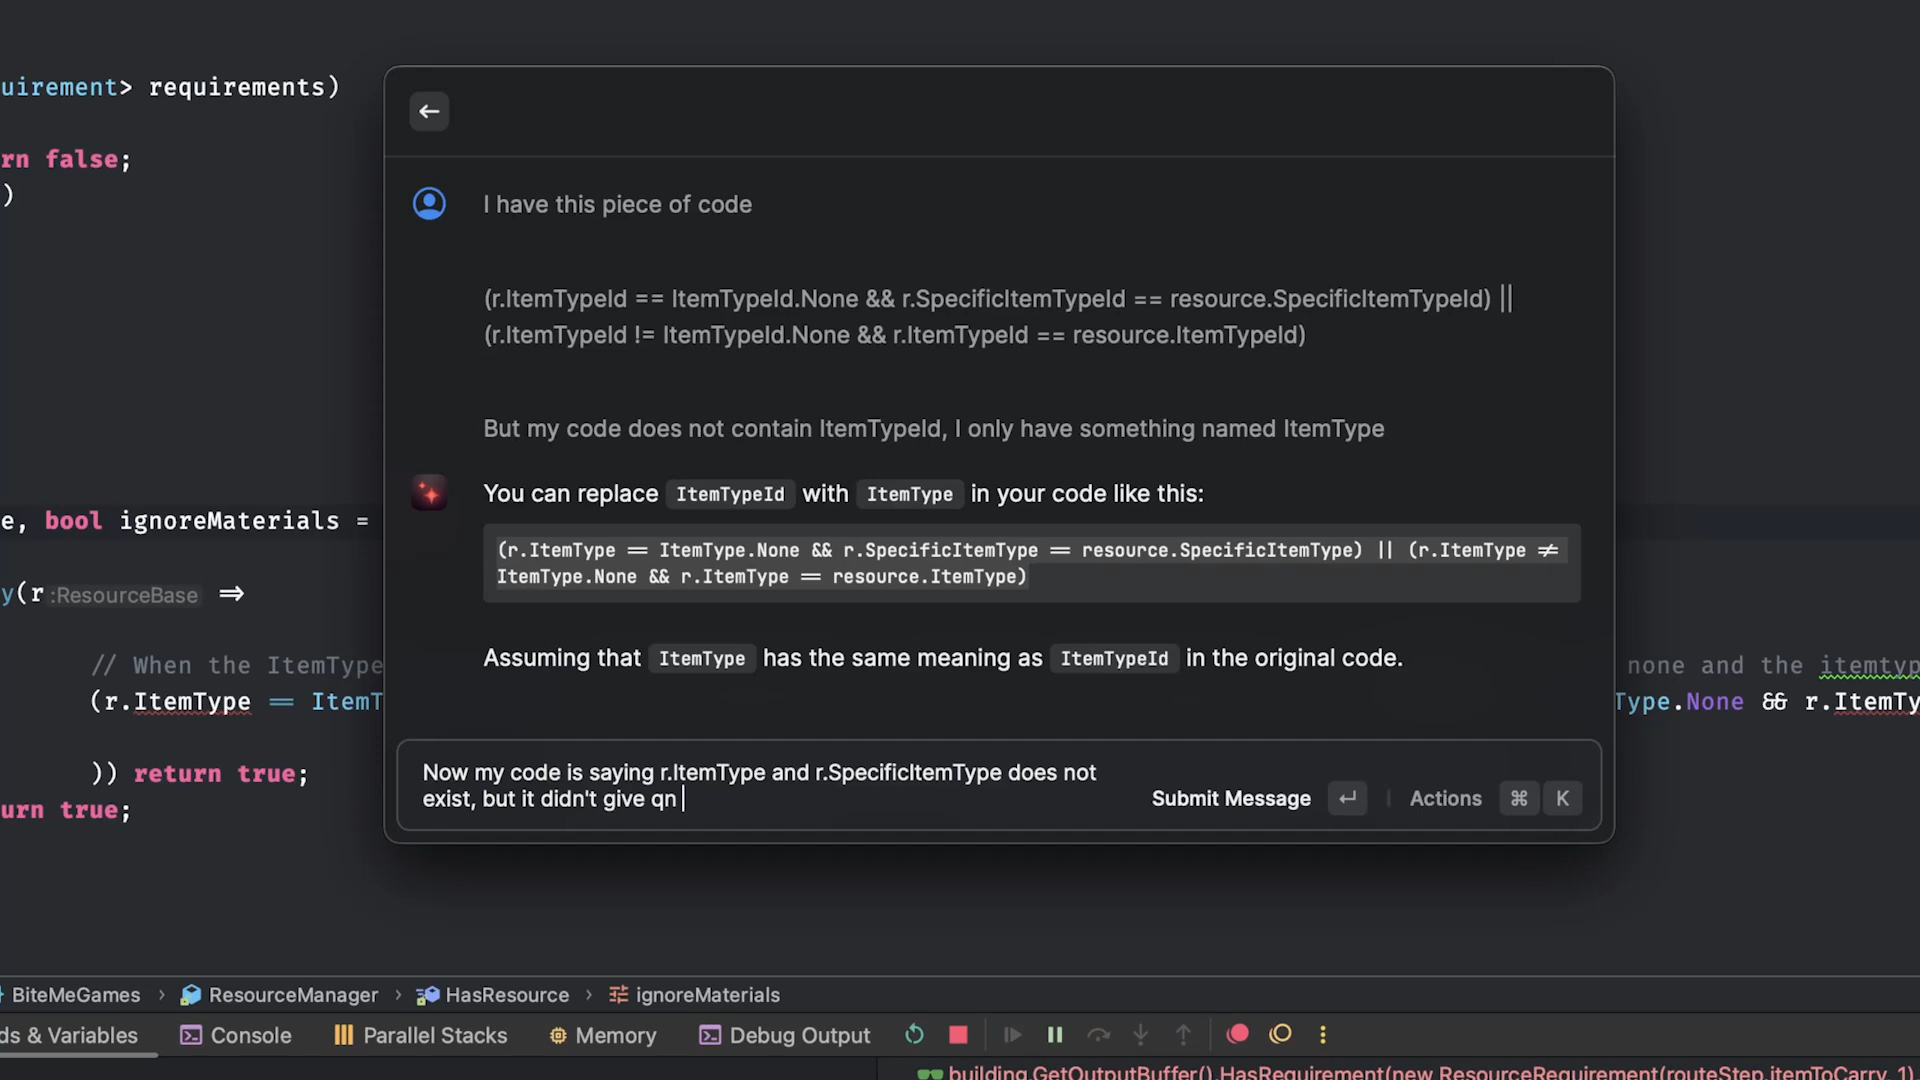 uirement> requirements)
rn false;
)
I have this piece of code
(r.ItemTypeId == ItemTypeId.None && r.SpecificItemTypeId == resource.SpecificItemTypeId) ||
(r.ItemTypeId != ItemTypeId.None && r.ItemTypeId == resource.ItemTypeId)
But my code does not contain ItemTypeId, I only have something named ItemType
You can replace ItemTypeId with ItemType in your code like this:
(r.ItemType == ItemType.None && r.SpecificItemType == resource.SpecificItemType) || (r.ItemType ≠
ItemType.None && r.ItemType == resource.ItemType)
Assuming that ItemType has the same meaning as ItemTypeId in the original code.
e, bool ignoreMaterials =
y(r :ResourceBase ⇒
// When the ItemType
none and the itemtyp
(r.ItemType == ItemT
Type.None && r.ItemTy
)) return true;
urn true;
Now my code is saying r.ItemType and r.SpecificItemType does not
exist, but it didn't give qn
Submit Message ↵ | Actions ⌘ K
BiteMeGames › ResourceManager › HasResource › ignoreMaterials
ds & Variables Console Parallel Stacks Memory Debug Output
building.GetOutputBuffer().HasRequirement(new ResourceRequirement(routeStep.itemToCarry, 1)